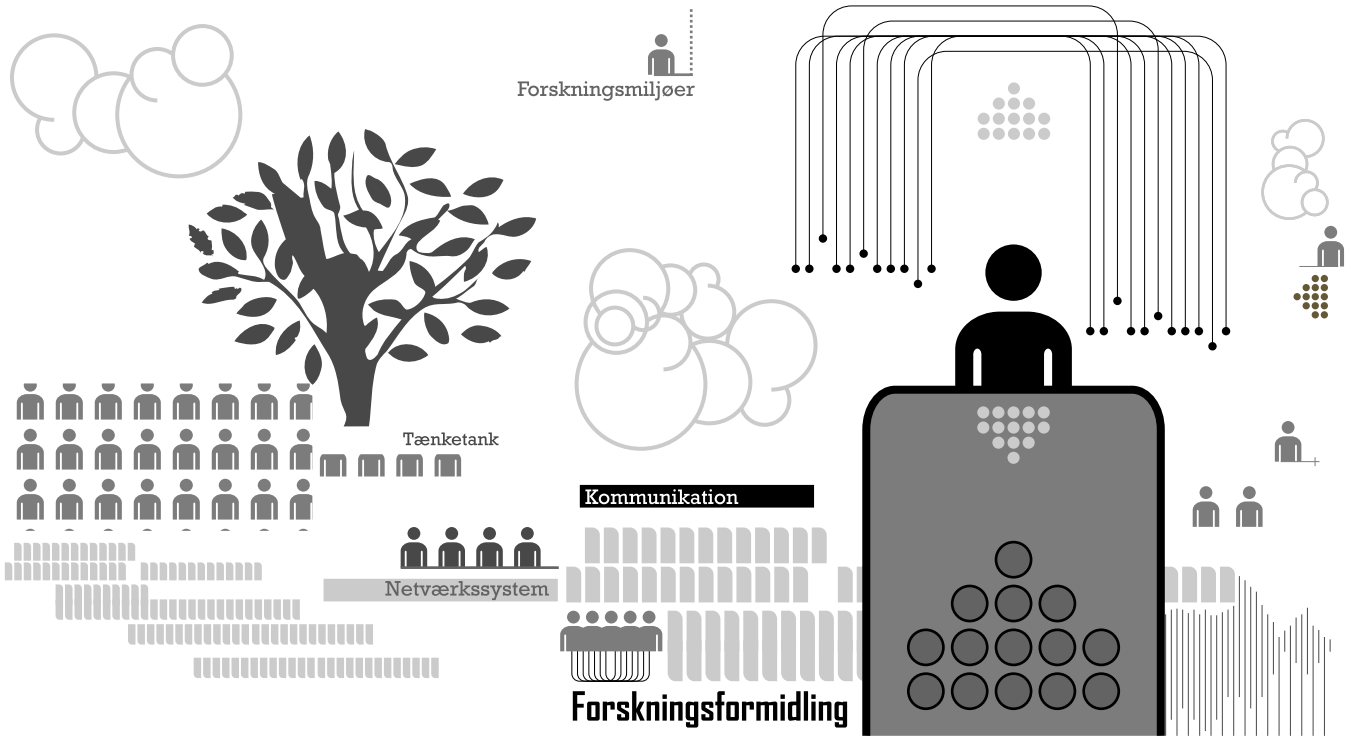 Forskningsmiljøer
Tænketank
Kommunikation
Netværkssystem
Forskningsformidling